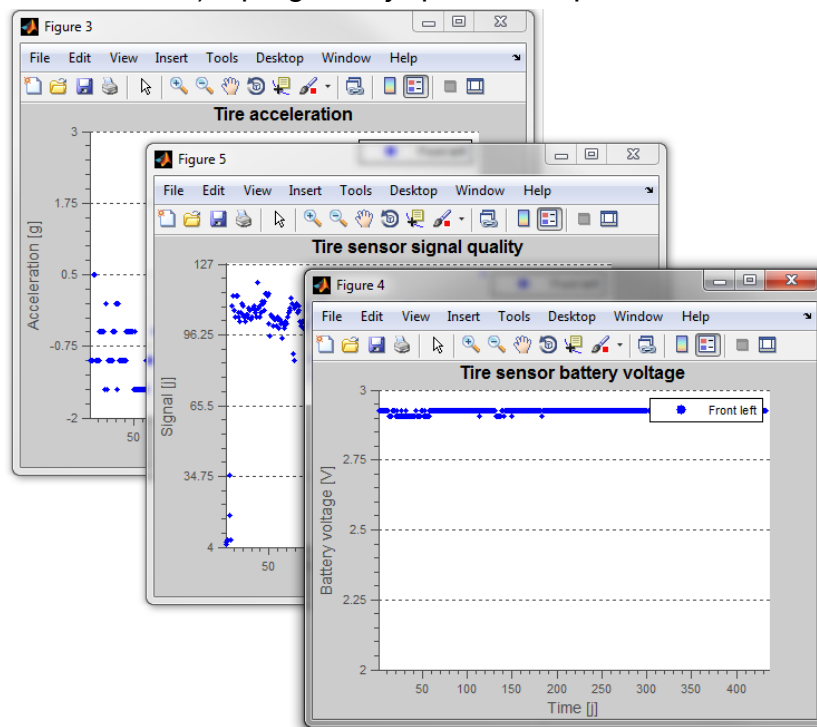 Figure 3
File Edit View Insert Tools Desktop Window Help
Tire acceleration
3
1.75
0.5
-0.75
-2
Acceleration [g]
50
Figure 5
File Edit View Insert Tools Desktop Window Help
Tire sensor signal quality
127
96.25
65.5
34.75
4
Signal [j]
50
Figure 4
File Edit View Insert Tools Desktop Window Help
Tire sensor battery voltage
3
2.75
2.5
2.25
2
Battery voltage [V]
Front left
50 100 150 200 250 300 350 400
Time [j]